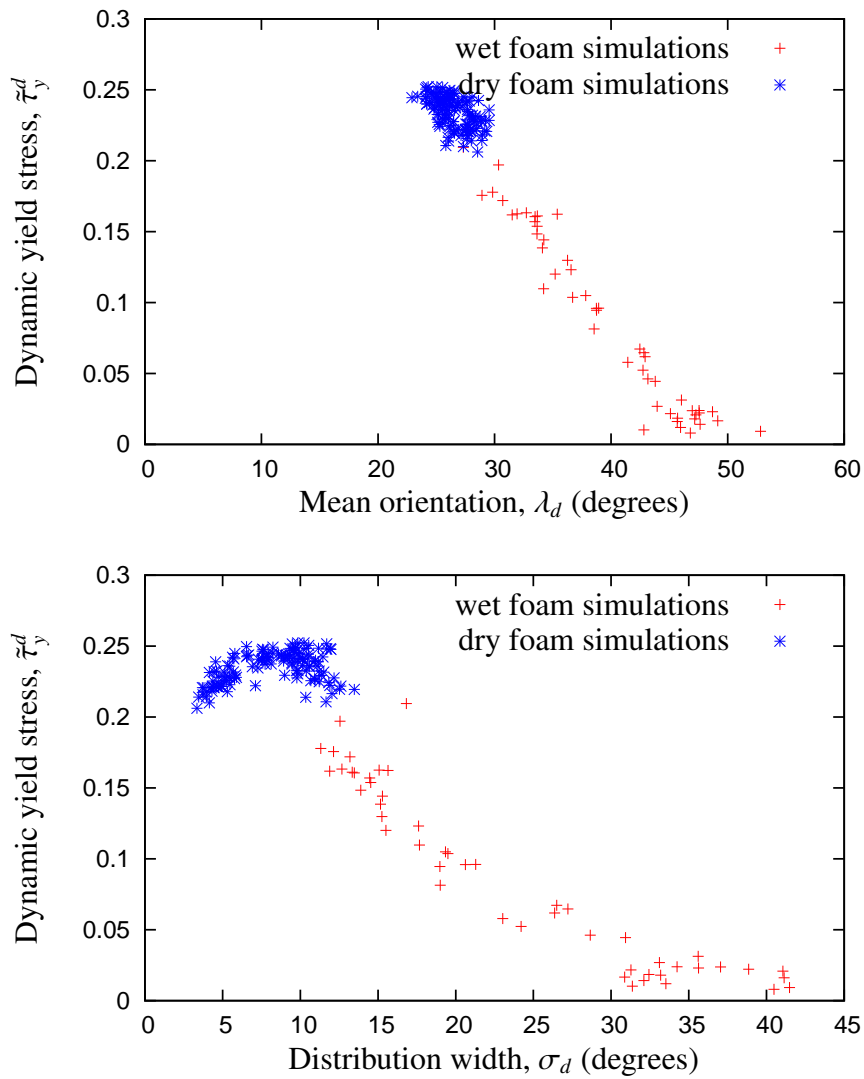 0.3
wet foam simulations
dry foam simulations
0.25
0.2
0.15
0.1
0.05
0
Dynamic yield stress, τ̃_y^d
0 10 20 30 40 50 60
Mean orientation, λ_d (degrees)
0.3
wet foam simulations
dry foam simulations
0.25
0.2
0.15
0.1
0.05
0
Dynamic yield stress, τ̃_y^d
0 5 10 15 20 25 30 35 40 45
Distribution width, σ_d (degrees)